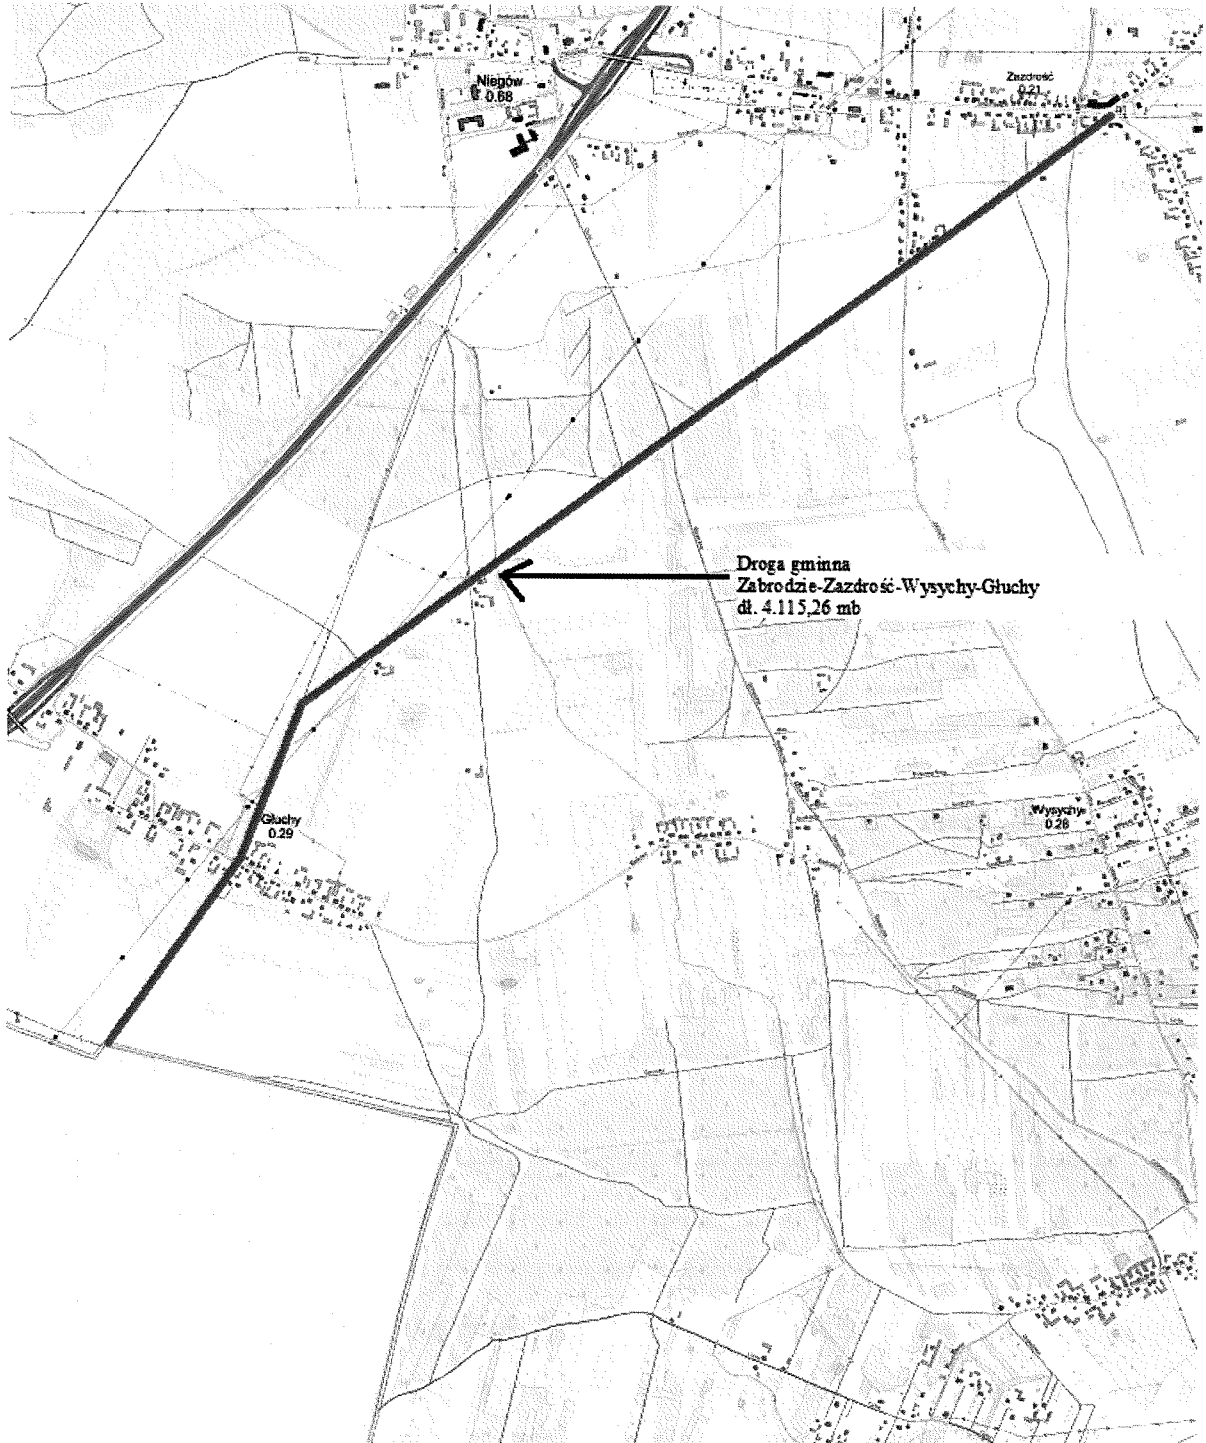 Niegów
0.68
Zazdrość
0.21
Droga gminna
Zabrodzie-Zazdrość-Wysychy-Głuchy
dł. 4.115,26 mb
Głuchy
0.29
Wysychy
0.28